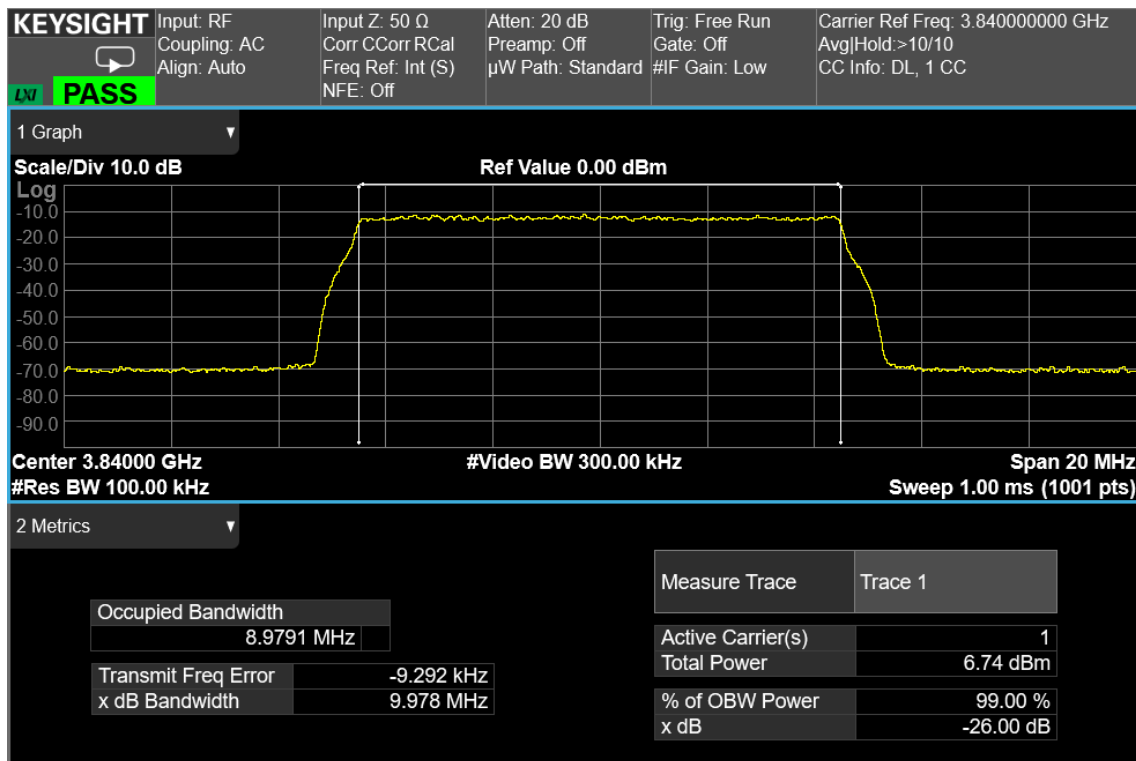 KEYSIGHT Input: RF Input Z: 50 Ω Atten: 20 dB Trig: Free Run Carrier Ref Freq: 3.840000000 GHz
Coupling: AC Corr CCorr RCal Preamp: Off Gate: Off Avg|Hold:>10/10
Align: Auto Freq Ref: Int (S) µW Path: Standard #IF Gain: Low CC Info: DL, 1 CC
LXI PASS NFE: Off
1 Graph
Scale/Div 10.0 dB Ref Value 0.00 dBm
Log
-10.0
-20.0
-30.0
-40.0
-50.0
-60.0
-70.0
-80.0
-90.0
Center 3.84000 GHz #Video BW 300.00 kHz Span 20 MHz
#Res BW 100.00 kHz Sweep 1.00 ms (1001 pts)
2 Metrics
Measure Trace Trace 1
Occupied Bandwidth
8.9791 MHz
Active Carrier(s) 1
Total Power 6.74 dBm
Transmit Freq Error -9.292 kHz
x dB Bandwidth 9.978 MHz
% of OBW Power 99.00 %
x dB -26.00 dB